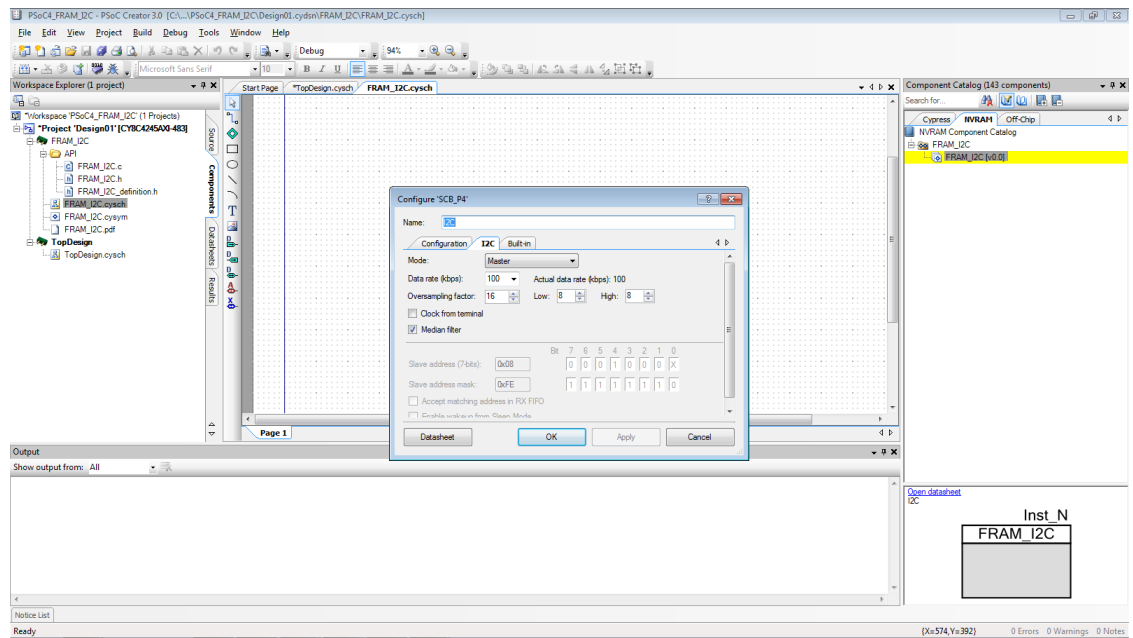 PSoC4_FRAM_I2C - PSoC Creator 3.0 [C:\...\PSoC4_FRAM_I2C\Design01.cydsn\FRAM_I2C\FRAM_I2C.cysch]
File Edit View Project Build Debug Tools Window Help
Debug 94%
Microsoft Sans Serif 10 B I U
Workspace Explorer (1 project)
Workspace 'PSoC4_FRAM_I2C' (1 Projects)
Project 'Design01' [CY8C4245AXI-483]
FRAM_I2C
API
FRAM_I2C.c
FRAM_I2C.h
FRAM_I2C_definition.h
FRAM_I2C.cysch
FRAM_I2C.cysym
FRAM_I2C.pdf
TopDesign
TopDesign.cysch
Source
Components
Datasheets
Results
Start Page *TopDesign.cysch FRAM_I2C.cysch
Page 1
Configure 'SCB_P4'
Name: I2C
Configuration I2C Built-in
Mode: Master
Data rate (kbps): 100 Actual data rate (kbps): 100
Oversampling factor: 16 Low: 8 High: 8
Clock from terminal
Median filter
Bit 7 6 5 4 3 2 1 0
Slave address (7-bits): 0x08 0 0 0 1 0 0 0 X
Slave address mask: 0xFE 1 1 1 1 1 1 1 0
Accept matching address in RX FIFO
Enable wakeup from Sleep Mode
Datasheet OK Apply Cancel
Component Catalog (143 components)
Search for...
Cypress NVRAM Off-Chip
NVRAM Component Catalog
FRAM_I2C
FRAM_I2C [v0.0]
Open datasheet
I2C
Inst_N
FRAM_I2C
Output
Show output from: All
Notice List
Ready {X=574,Y=392} 0 Errors 0 Warnings 0 Notes